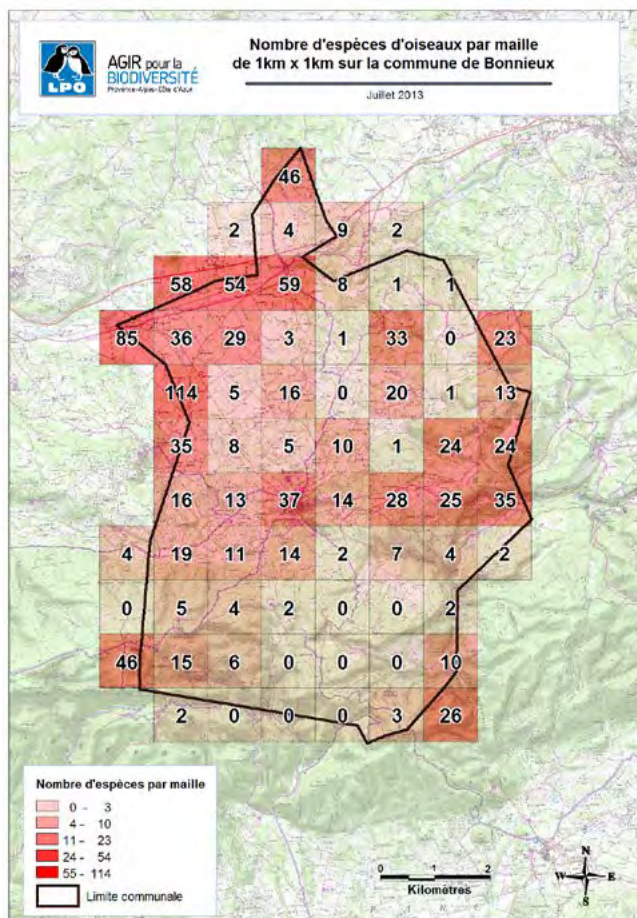 LPO
AGIR pour la
BIODIVERSITÉ
Provence-Alpes-Côte d'Azur
Nombre d'espèces d'oiseaux par maille
de 1km x 1km sur la commune de Bonnieux
Juillet 2013
46
2 4 9 2
58 54 59 8 1 1
85 36 29 3 1 33 0 23
114 5 16 0 20 1 13
35 8 5 10 1 24 24
16 13 37 14 28 25 35
4 19 11 14 2 7 4 2
0 5 4 2 0 0 2
46 15 6 0 0 0 10
2 0 0 0 3 26
Nombre d'espèces par maille
0 - 3
4 - 10
11 - 23
24 - 54
55 - 114
Limite communale
0 1 2
Kilomètres
N
W E
S